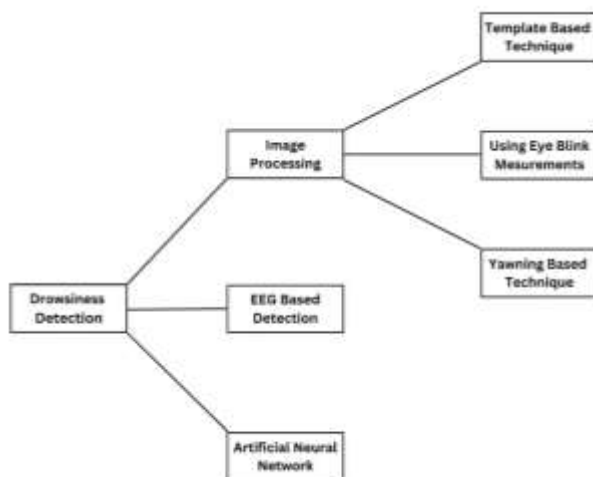 Template Based
Technique
Image
Processing
Using Eye Blink
Mesurements
Yawning Based
Technique
Drowsiness
Detection
EEG Based
Detection
Artificial Neural
Network